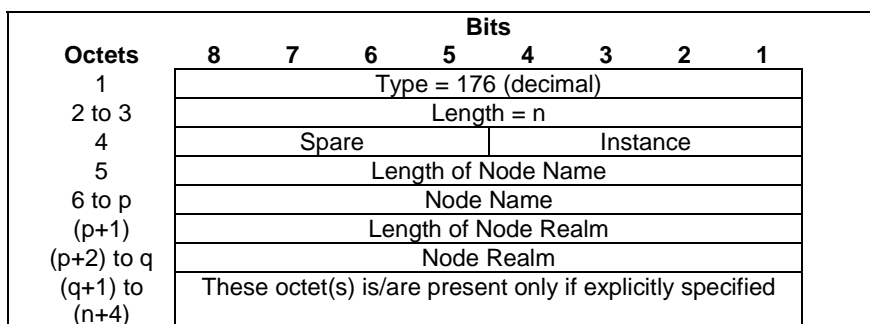 Bits
Octets 8 7 6 5 4 3 2 1
1 Type = 176 (decimal)
2 to 3 Length = n
4 Spare Instance
5 Length of Node Name
6 to p Node Name
(p+1) Length of Node Realm
(p+2) to q Node Realm
(q+1) to These octet(s) is/are present only if explicitly specified
(n+4)